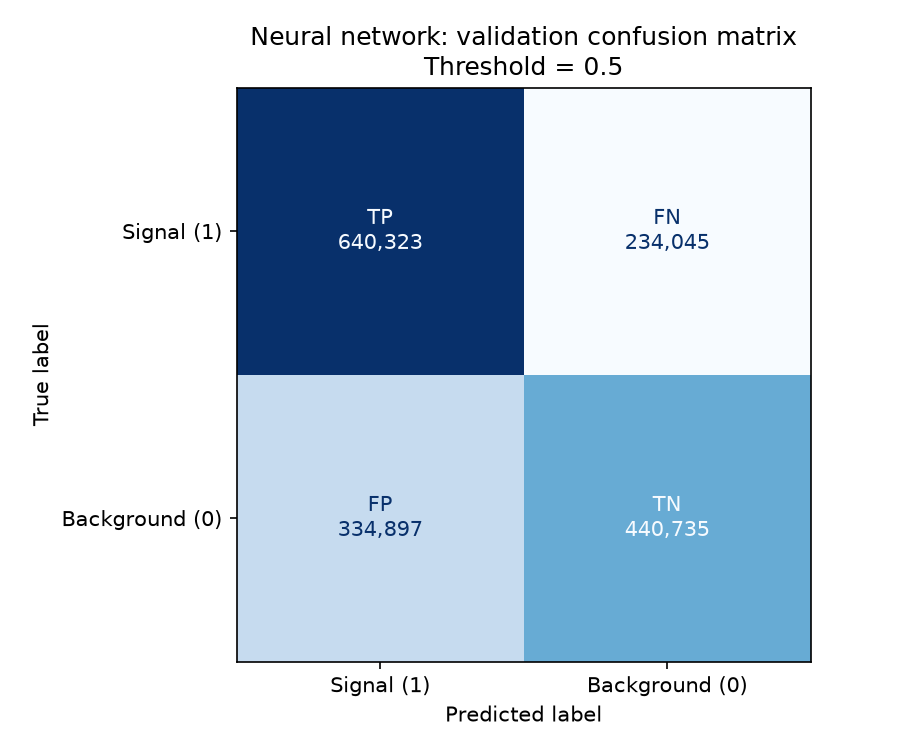 Neural network: validation confusion matrix
Threshold = 0.5
True label
Signal (1)
TP
640,323
FN
234,045
Background (0)
FP
334,897
TN
440,735
Signal (1)
Background (0)
Predicted label